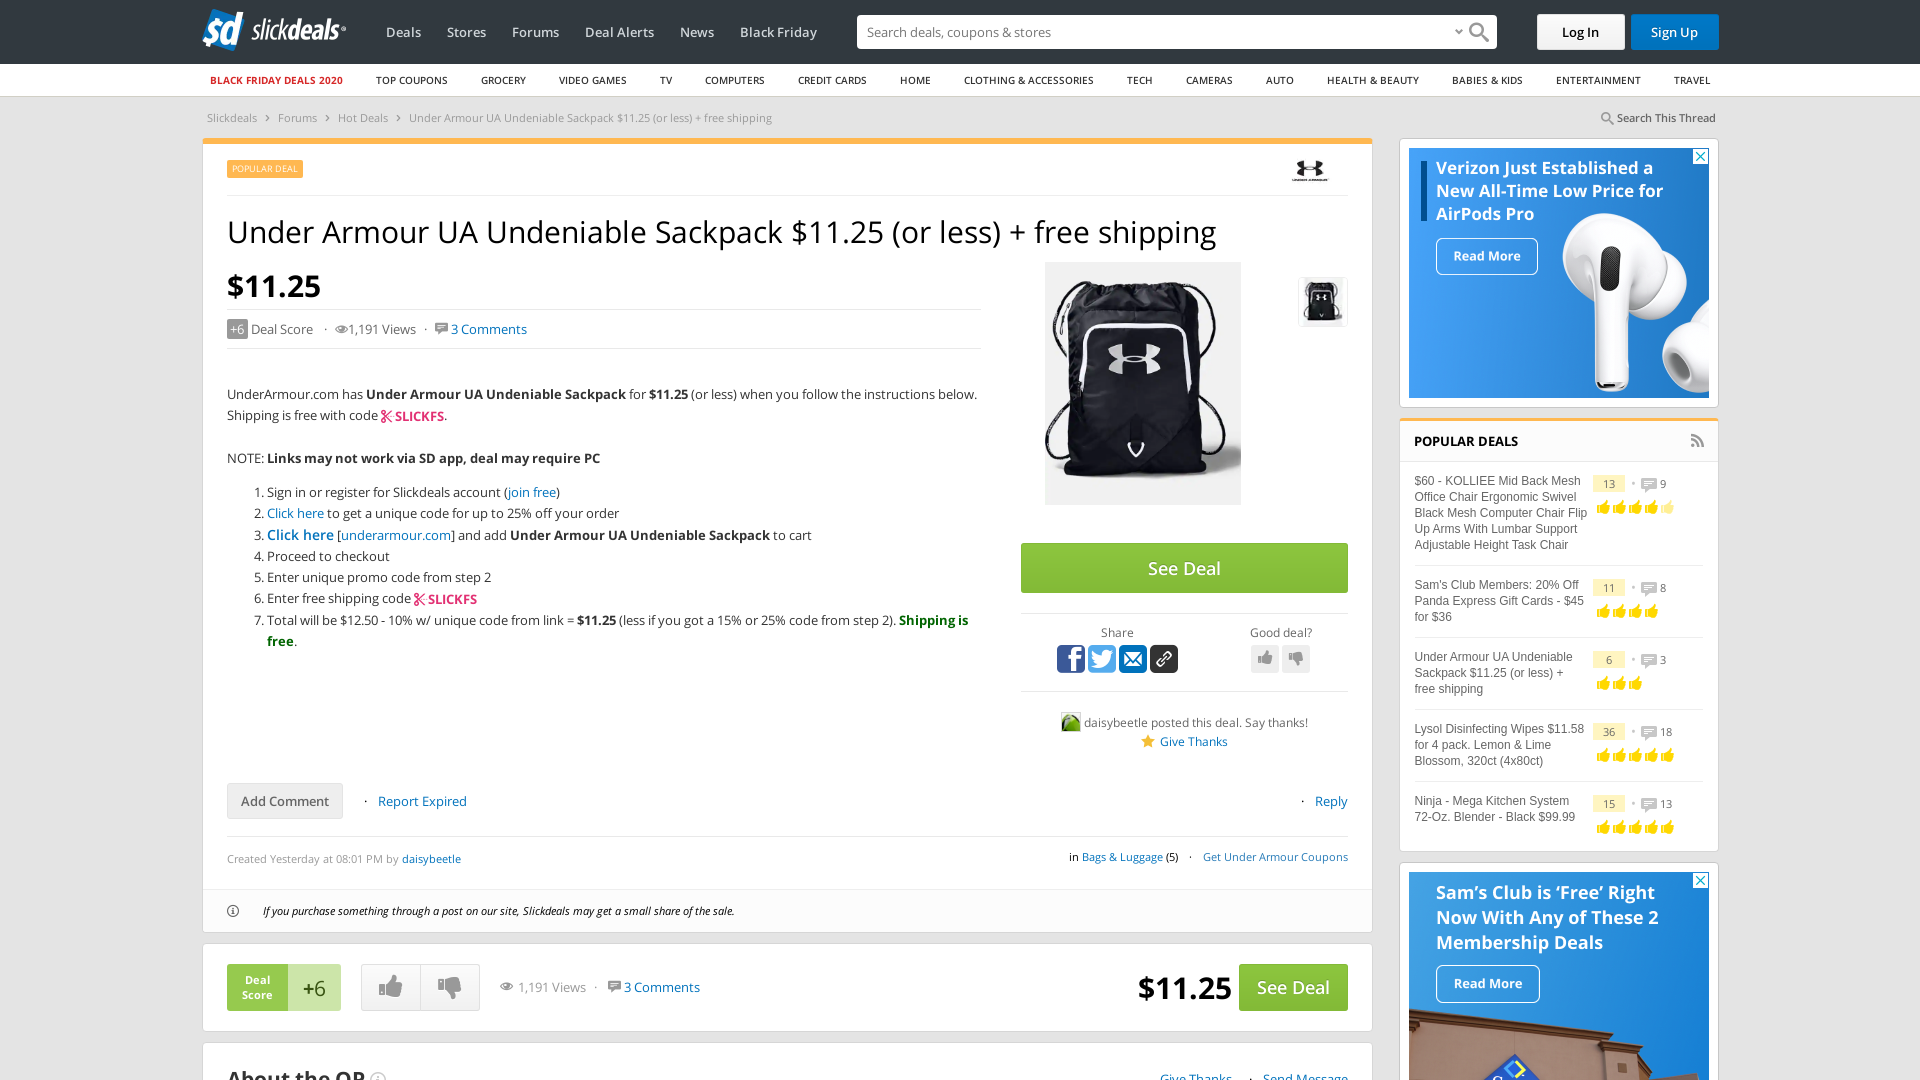 sd slickdeals
Deals
Stores
Forums
Deal Alerts
News
Black Friday
Search deals, coupons & stores
Log In
Sign Up
BLACK FRIDAY DEALS 2020
TOP COUPONS
GROCERY
VIDEO GAMES
TV
COMPUTERS
CREDIT CARDS
HOME
CLOTHING & ACCESSORIES
TECH
CAMERAS
AUTO
HEALTH & BEAUTY
BABIES & KIDS
ENTERTAINMENT
TRAVEL
Slickdeals › Forums › Hot Deals › Under Armour UA Undeniable Sackpack $11.25 (or less) + free shipping
Search This Thread
POPULAR DEAL
Under Armour UA Undeniable Sackpack $11.25 (or less) + free shipping
$11.25
+6 Deal Score · 1,191 Views · 3 Comments
UnderArmour.com has Under Armour UA Undeniable Sackpack for $11.25 (or less) when you follow the instructions below.
Shipping is free with code SLICKFS.
NOTE: Links may not work via SD app, deal may require PC
1. Sign in or register for Slickdeals account (join free)
2. Click here to get a unique code for up to 25% off your order
3. Click here [underarmour.com] and add Under Armour UA Undeniable Sackpack to cart
4. Proceed to checkout
5. Enter unique promo code from step 2
6. Enter free shipping code SLICKFS
7. Total will be $12.50 - 10% w/ unique code from link = $11.25 (less if you got a 15% or 25% code from step 2). Shipping is
free.
See Deal
Share
Good deal?
daisybeetle posted this deal. Say thanks!
Give Thanks
Add Comment
· Report Expired
· Reply
Created Yesterday at 08:01 PM by daisybeetle
in Bags & Luggage (5) · Get Under Armour Coupons
If you purchase something through a post on our site, Slickdeals may get a small share of the sale.
Deal
Score
+6
1,191 Views · 3 Comments
$11.25
See Deal
About the OP
Give Thanks · Send Message
Verizon Just Established a
New All-Time Low Price for
AirPods Pro
Read More
POPULAR DEALS
$60 - KOLLIEE Mid Back Mesh
Office Chair Ergonomic Swivel
Black Mesh Computer Chair Flip
Up Arms With Lumbar Support
Adjustable Height Task Chair
13 · 9
Sam's Club Members: 20% Off
Panda Express Gift Cards - $45
for $36
11 · 8
Under Armour UA Undeniable
Sackpack $11.25 (or less) +
free shipping
6 · 3
Lysol Disinfecting Wipes $11.58
for 4 pack. Lemon & Lime
Blossom, 320ct (4x80ct)
36 · 18
Ninja - Mega Kitchen System
72-Oz. Blender - Black $99.99
15 · 13
Sam's Club is 'Free' Right
Now With Any of These 2
Membership Deals
Read More